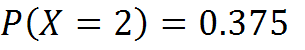 P(X = 2) = 0.375